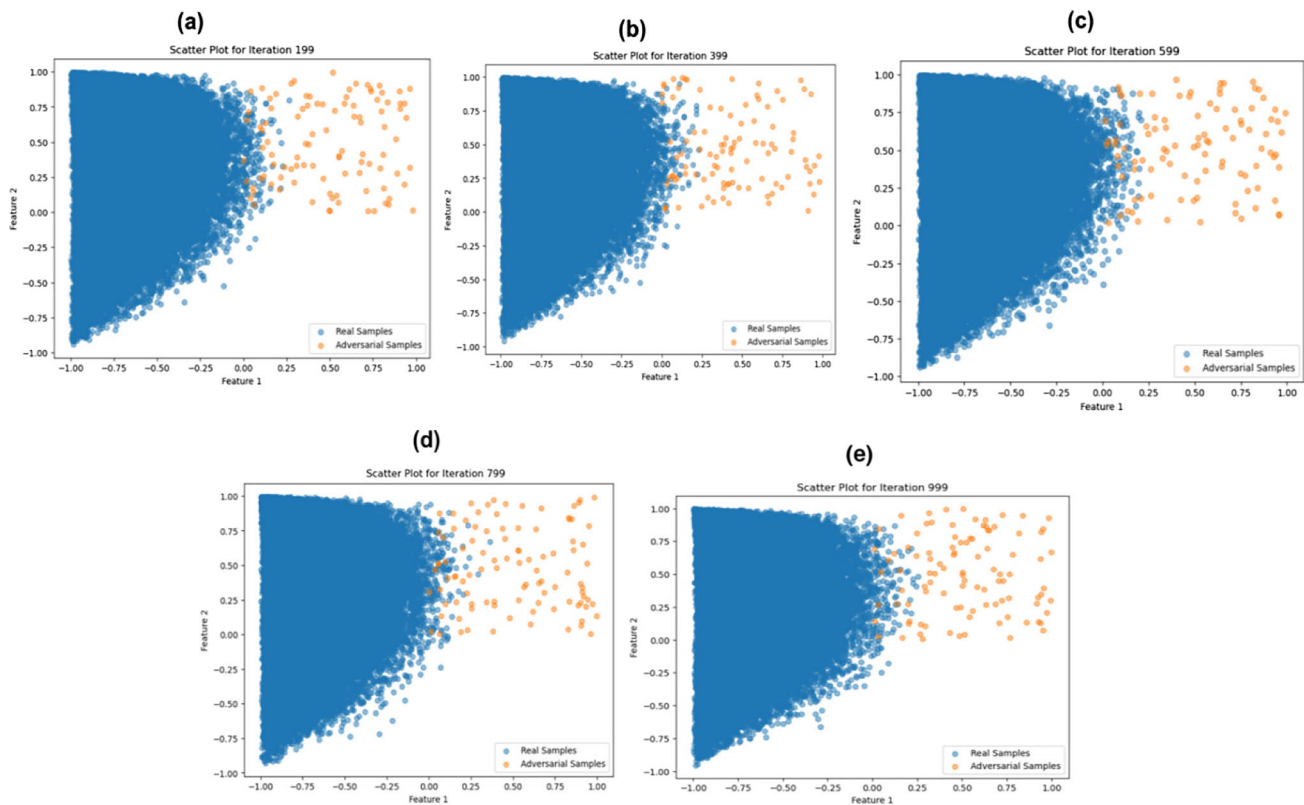 (a)
Scatter Plot for Iteration 199
1.00
0.75
0.50
0.25
0.00
−0.25
−0.50
−0.75
−1.00
Feature 2
−1.00 −0.75 −0.50 −0.25 0.00 0.25 0.50 0.75 1.00
Feature 1
Real Samples
Adversarial Samples
(b)
Scatter Plot for Iteration 399
1.00
0.75
0.50
0.25
0.00
−0.25
−0.50
−0.75
−1.00
Feature 2
−1.00 −0.75 −0.50 −0.25 0.00 0.25 0.50 0.75 1.00
Feature 1
Real Samples
Adversarial Samples
(c)
Scatter Plot for Iteration 599
1.00
0.75
0.50
0.25
0.00
−0.25
−0.50
−0.75
−1.00
Feature 2
−1.00 −0.75 −0.50 −0.25 0.00 0.25 0.50 0.75 1.00
Feature 1
Real Samples
Adversarial Samples
(d)
Scatter Plot for Iteration 799
1.00
0.75
0.50
0.25
0.00
−0.25
−0.50
−0.75
−1.00
Feature 2
−1.00 −0.75 −0.50 −0.25 0.00 0.25 0.50 0.75 1.00
Feature 1
Real Samples
Adversarial Samples
(e)
Scatter Plot for Iteration 999
1.00
0.75
0.50
0.25
0.00
−0.25
−0.50
−0.75
−1.00
Feature 2
−1.00 −0.75 −0.50 −0.25 0.00 0.25 0.50 0.75 1.00
Feature 1
Real Samples
Adversarial Samples